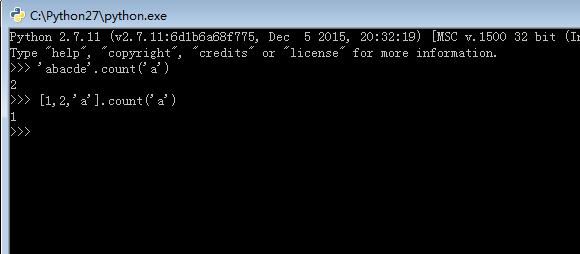 C:\Python27\python.exe
Python 2.7.11 (v2.7.11:6d1b6a68f775, Dec  5 2015, 20:32:19) [MSC v.1500 32 bit (In
Type "help", "copyright", "credits" or "license" for more information.
>>> 'abacde'.count('a')
2
>>> [1,2,'a'].count('a')
1
>>>